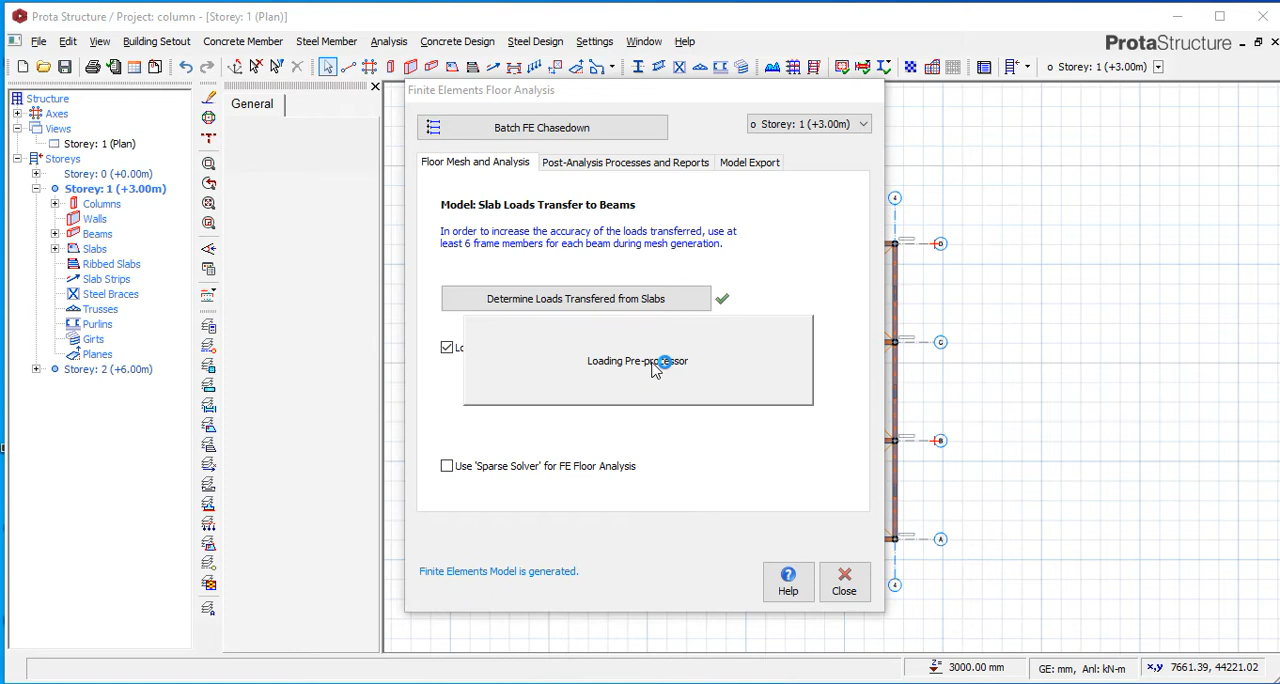 Prota Structure / Project: column - [Storey: 1 (Plan)]
File Edit View Building Setout Concrete Member Steel Member Analysis Concrete Design Steel Design Settings Window Help
ProtaStructure
o Storey: 1 (+3.00m)
Structure
Axes
Views
Storey: 1 (Plan)
Storeys
Storey: 0 (+0.00m)
Storey: 1 (+3.00m)
Columns
Walls
Beams
Slabs
Ribbed Slabs
Slab Strips
Steel Braces
Trusses
Purlins
Girts
Planes
Storey: 2 (+6.00m)
General
Finite Elements Floor Analysis
Batch FE Chasedown
o Storey: 1 (+3.00m)
Floor Mesh and Analysis Post-Analysis Processes and Reports Model Export
Model: Slab Loads Transfer to Beams
In order to increase the accuracy of the loads transferred, use at
least 6 frame members for each beam during mesh generation.
Determine Loads Transfered from Slabs
Loading Pre-processor
Use 'Sparse Solver' for FE Floor Analysis
Finite Elements Model is generated.
Help
Close
4
D
C
B
A
4
3000.00 mm
GE: mm, Anl: kN-m
x,y 7661.39, 44221.02